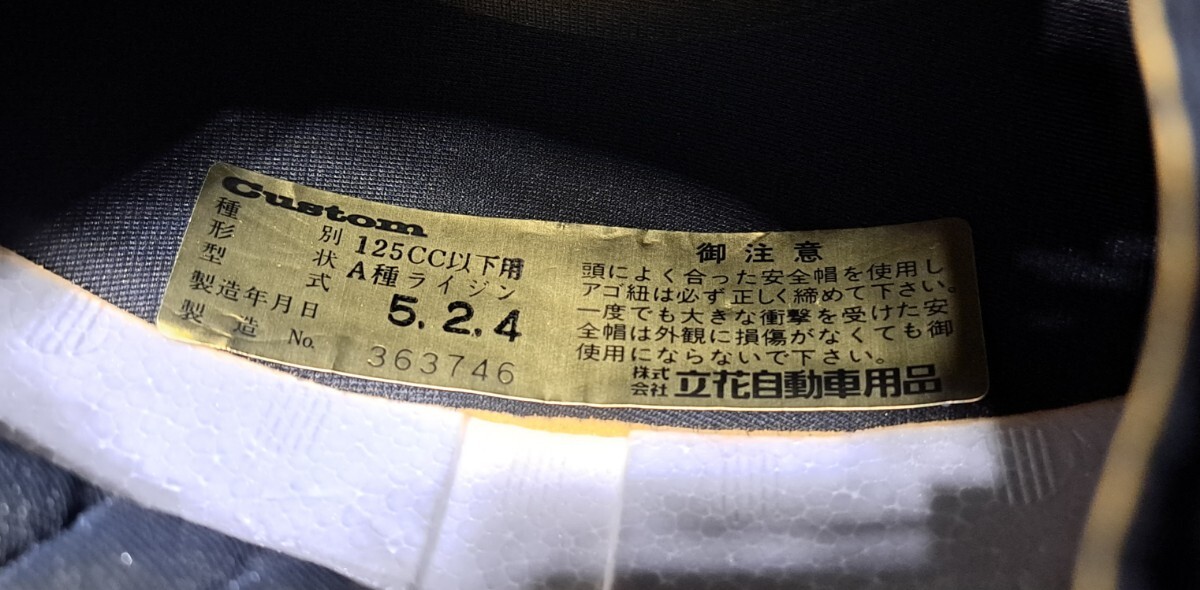 Custom
種別 125CC以下用
形状 A種ライジン
型式
製造年月日 5.2.4
製造No. 363746
御注意
頭によく合った安全帽を使用し
アゴ紐は必ず正しく締めて下さい。
一度でも大きな衝撃を受けた安
全帽は外観に損傷がなくても御
使用にならないで下さい。
株式会社 立花自動車用品